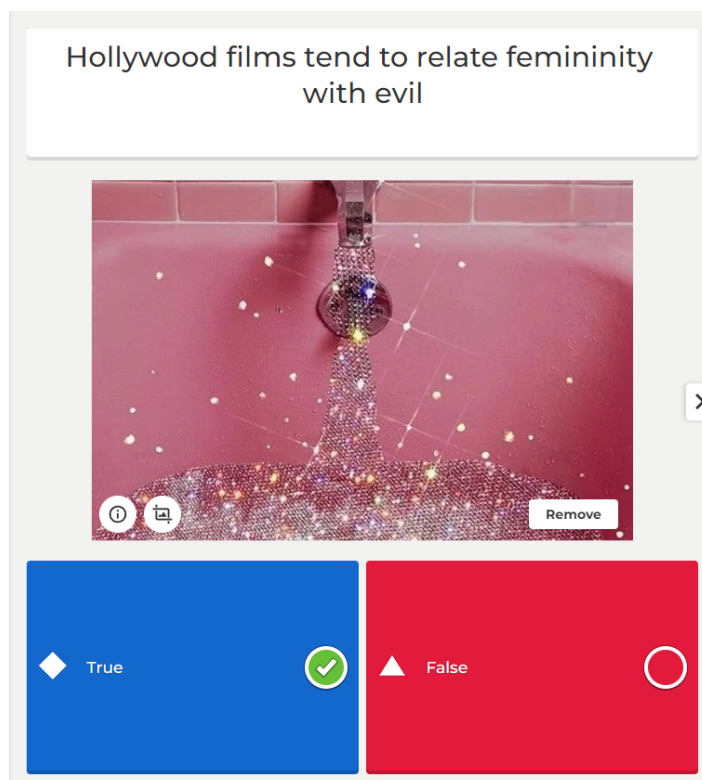 Hollywood films tend to relate femininity
with evil
Remove
True
False